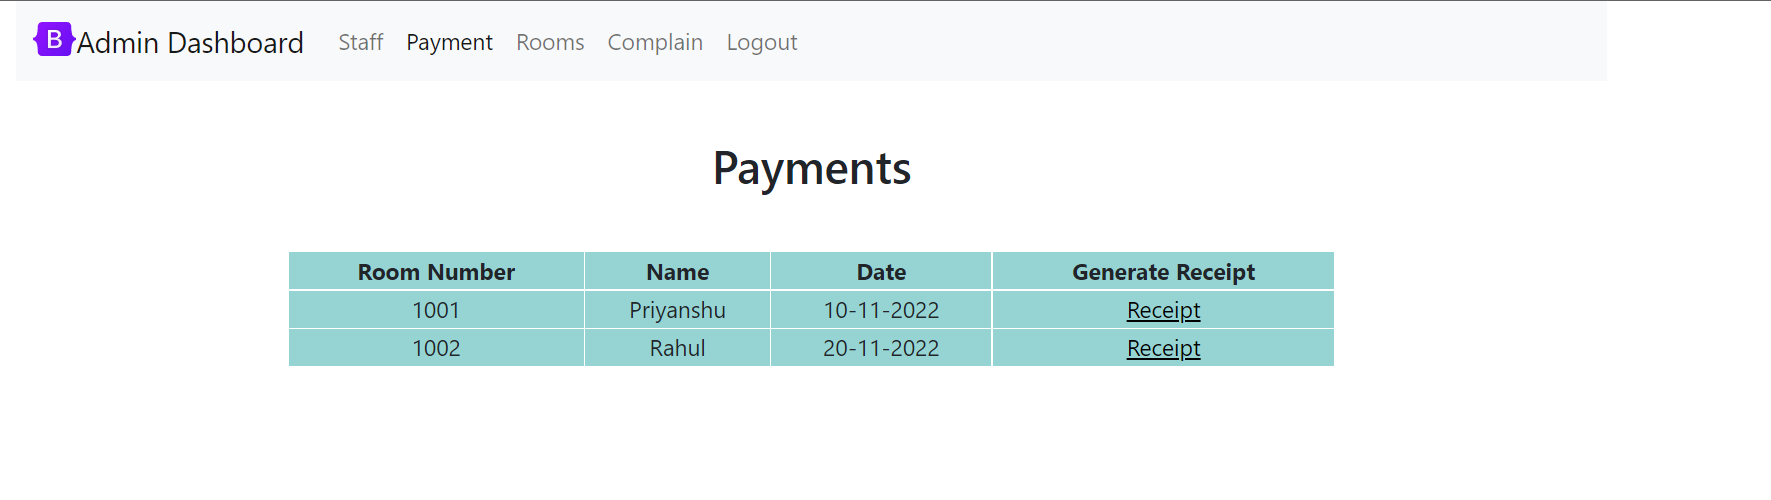 B Admin Dashboard Staff Payment Rooms Complain Logout
Payments
Room Number Name Date Generate Receipt
1001 Priyanshu 10-11-2022 Receipt
1002 Rahul 20-11-2022 Receipt